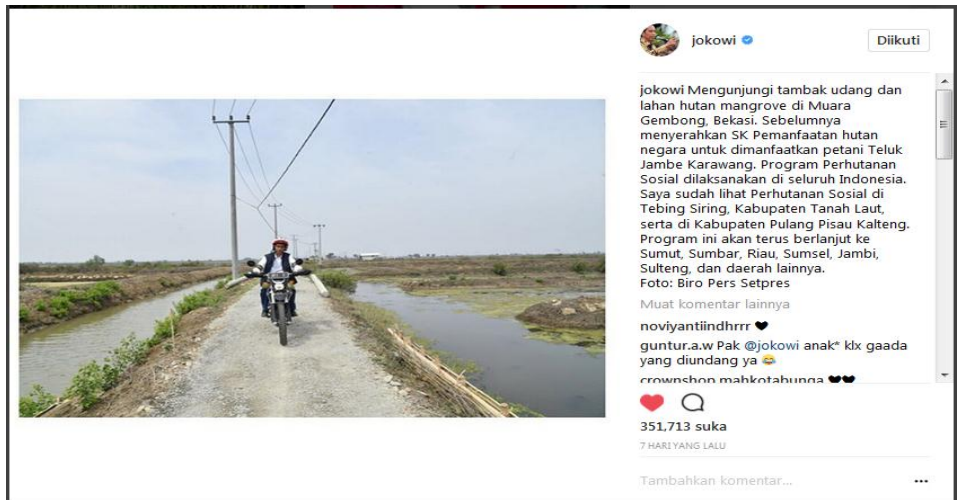 jokowi
Diikuti
jokowi Mengunjungi tambak udang dan
lahan hutan mangrove di Muara
Gembong, Bekasi. Sebelumnya
menyerahkan SK Pemanfaatan hutan
negara untuk dimanfaatkan petani Teluk
Jambe Karawang. Program Perhutanan
Sosial dilaksanakan di seluruh Indonesia.
Saya sudah lihat Perhutanan Sosial di
Tebing Siring, Kabupaten Tanah Laut,
serta di Kabupaten Pulang Pisau Kalteng.
Program ini akan terus berlanjut ke
Sumut, Sumbar, Riau, Sumsel, Jambi,
Sulteng, dan daerah lainnya.
Foto: Biro Pers Setpres
Muat komentar lainnya
noviyantiindhrrr 🖤
guntur.a.w Pak @jokowi anak* klx gaada
yang diundang ya 😂
crownshop mahkotabunga 🖤🖤
351,713 suka
7 HARI YANG LALU
Tambahkan komentar...